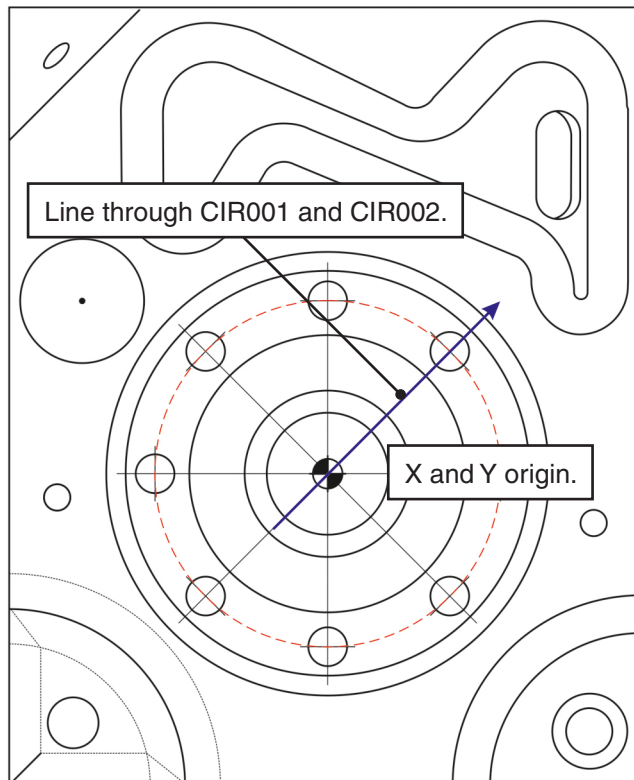 Line through CIR001 and CIR002.
X and Y origin.